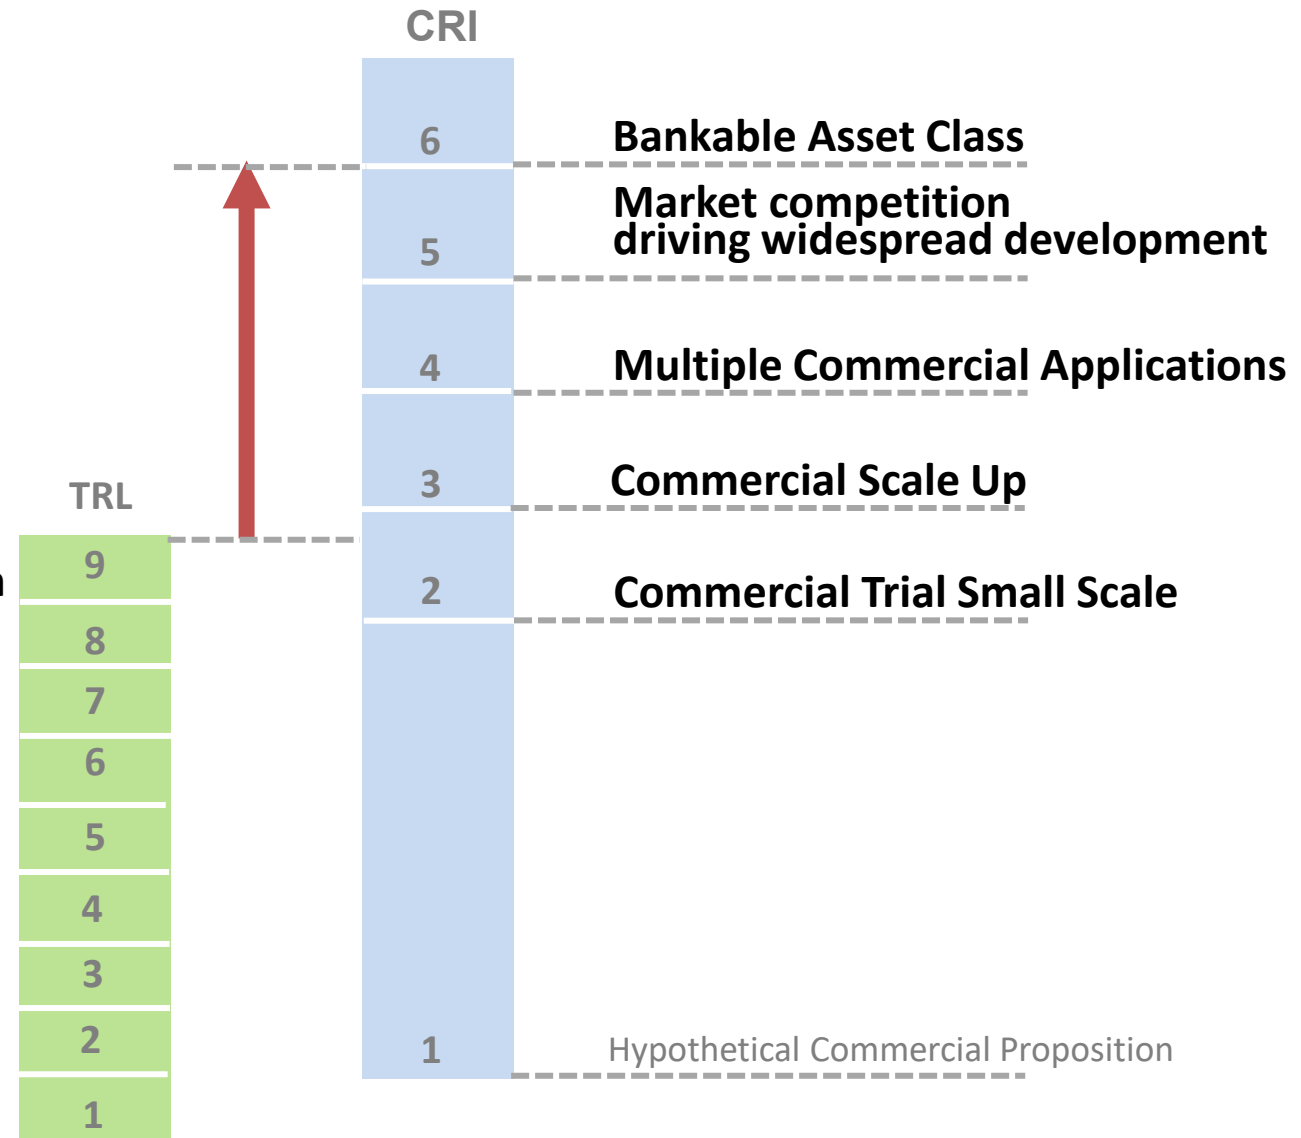 CRI
6
Bankable Asset Class
Market competition
5
driving widespread development
4
Multiple Commercial Applications
3
Commercial Scale Up
TRL
9
2
Commercial Trial Small Scale
8
7
6
5
4
3
2
1
Hypothetical Commercial Proposition
1